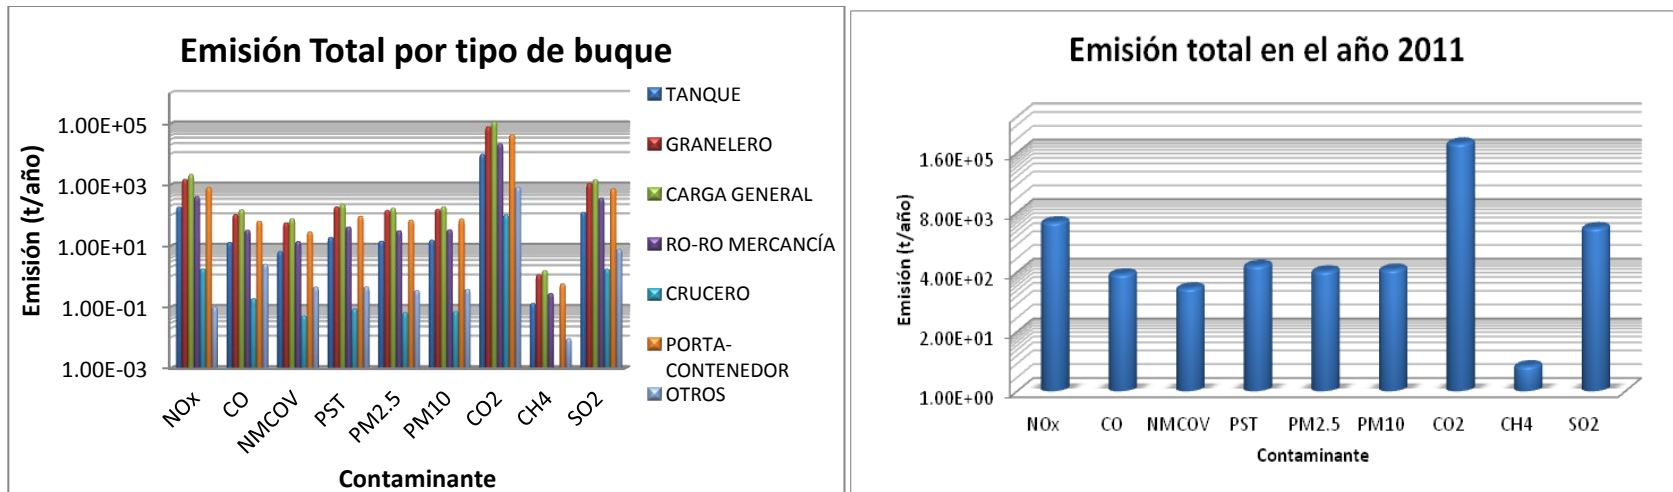 Emisión Total por tipo de buque
Emisión (t/año)
1.00E+05
1.00E+03
1.00E+01
1.00E-01
1.00E-03
NOx
CO
NMCOV
PST
PM2.5
PM10
CO2
CH4
SO2
Contaminante
TANQUE
GRANELERO
CARGA GENERAL
RO-RO MERCANCÍA
CRUCERO
PORTA-
CONTENEDOR
OTROS
Emisión total en el año 2011
Emisión (t/año)
1.60E+05
8.00E+03
4.00E+02
2.00E+01
1.00E+00
NOx
CO
NMCOV
PST
PM2.5
PM10
CO2
CH4
SO2
Contaminante